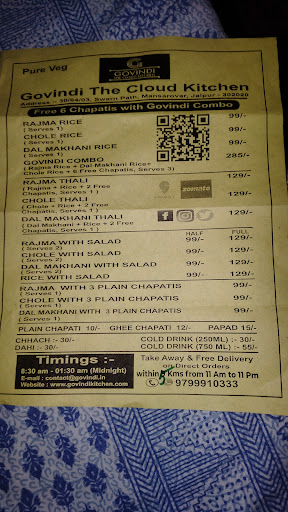 Pure Veg
GOVINDI
Govindi The Cloud Kitchen
Address :- 30/04/03, Swarn Path, Mansarovar, Jaipur - 302020
Free 6 Chapatis with Govindi Combo
RAJMA RICE 99/-
( Serves 1 )
CHOLE RICE 99/-
( Serves 1 )
DAL MAKHANI RICE 99/-
( Serves 1)
GOVINDI COMBO 285/-
( Rajma Rice + Dal Makhani Rice+
Chole Rice + 6 Free Chapatis, Serves 3)
RAJMA THALI 129/-
( Rajma + Rice + 2 Free
Chapatis, Serves 1 )
zomato
CHOLE THALI 129/-
( Chole + Rice + 2 Free
Chapatis, Serves 1 )
DAL MAKHANI THALI 129/-
( Dal Makhani + Rice + 2 Free
Chapatis, Serves 1 )
HALF FULL
RAJMA WITH SALAD 99/- 129/-
(Serves 2)
CHOLE WITH SALAD 99/- 129/-
(Serves 2)
DAL MAKHANI WITH SALAD 99/- 129/-
(Serves 2)
RICE WITH SALAD 99/- 129/-
RAJMA WITH 3 PLAIN CHAPATIS 99/-
(Serves 1)
CHOLE WITH 3 PLAIN CHAPATIS 99/-
(Serves 1)
DAL MAKHANI WITH 3 PLAIN CHAPATIS 99/-
(Serves 1)
PLAIN CHAPATI 10/- GHEE CHAPATI 12/- PAPAD 15/-
CHHACH :- 30/- COLD DRINK (250ML) :- 30/-
DAHI :- 30/- COLD DRINK (750 ML) :- 55/-
Timings :-
8:30 am - 01:30 am (Midnight)
E-mail : contact@govindi.in
Website : www.govindikitchen.com
Take Away & Free Delivery
on Direct Orders
within 5 Kms from 11 Am to 11 Pm
9799910333